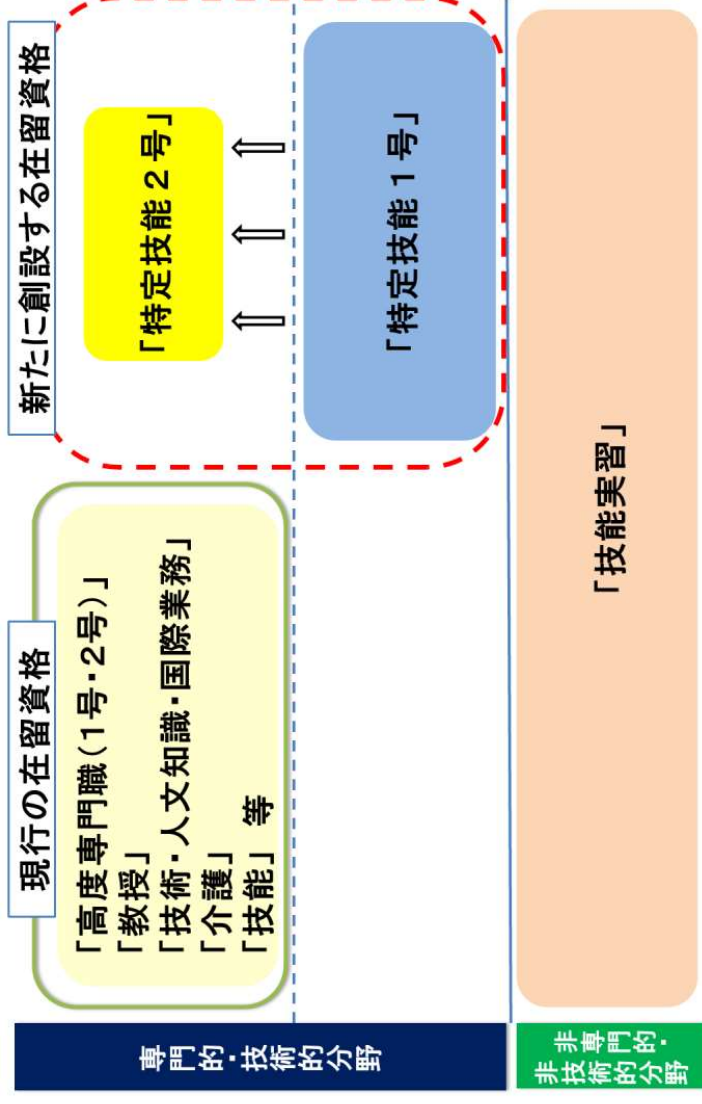 現行の在留資格
新たに創設する在留資格
専門的・技術的分野
「高度専門職(1号・2号)」
「教授」
「技術・人文知識・国際業務」
「介護」
「技能」 等
「特定技能2号」
「特定技能1号」
非専門的・
非技術的分野
「技能実習」